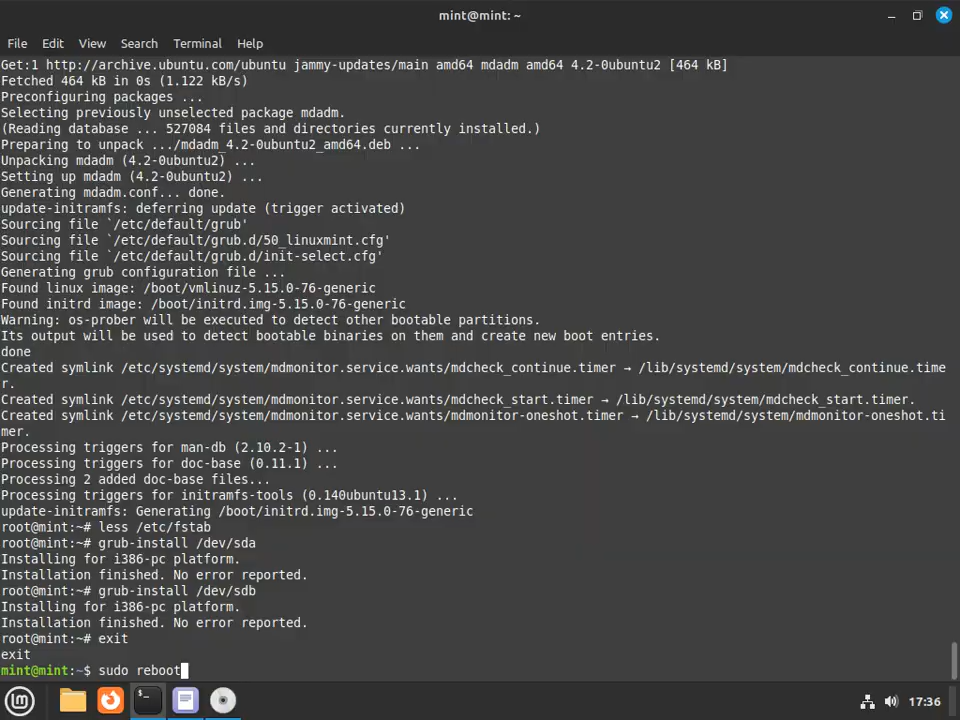 mint@mint: ~
File Edit View Search Terminal Help
Get:1 http://archive.ubuntu.com/ubuntu jammy-updates/main amd64 mdadm amd64 4.2-0ubuntu2 [464 kB]
Fetched 464 kB in 0s (1.122 kB/s)
Preconfiguring packages ...
Selecting previously unselected package mdadm.
(Reading database ... 527084 files and directories currently installed.)
Preparing to unpack .../mdadm_4.2-0ubuntu2_amd64.deb ...
Unpacking mdadm (4.2-0ubuntu2) ...
Setting up mdadm (4.2-0ubuntu2) ...
Generating mdadm.conf... done.
update-initramfs: deferring update (trigger activated)
Sourcing file `/etc/default/grub'
Sourcing file `/etc/default/grub.d/50_linuxmint.cfg'
Sourcing file `/etc/default/grub.d/init-select.cfg'
Generating grub configuration file ...
Found linux image: /boot/vmlinuz-5.15.0-76-generic
Found initrd image: /boot/initrd.img-5.15.0-76-generic
Warning: os-prober will be executed to detect other bootable partitions.
Its output will be used to detect bootable binaries on them and create new boot entries.
done
Created symlink /etc/systemd/system/mdmonitor.service.wants/mdcheck_continue.timer → /lib/systemd/system/mdcheck_continue.time
r.
Created symlink /etc/systemd/system/mdmonitor.service.wants/mdcheck_start.timer → /lib/systemd/system/mdcheck_start.timer.
Created symlink /etc/systemd/system/mdmonitor.service.wants/mdmonitor-oneshot.timer → /lib/systemd/system/mdmonitor-oneshot.ti
mer.
Processing triggers for man-db (2.10.2-1) ...
Processing triggers for doc-base (0.11.1) ...
Processing 2 added doc-base files...
Processing triggers for initramfs-tools (0.140ubuntu13.1) ...
update-initramfs: Generating /boot/initrd.img-5.15.0-76-generic
root@mint:~# less /etc/fstab
root@mint:~# grub-install /dev/sda
Installing for i386-pc platform.
Installation finished. No error reported.
root@mint:~# grub-install /dev/sdb
Installing for i386-pc platform.
Installation finished. No error reported.
root@mint:~# exit
exit
mint@mint:~$ sudo reboot
17:36